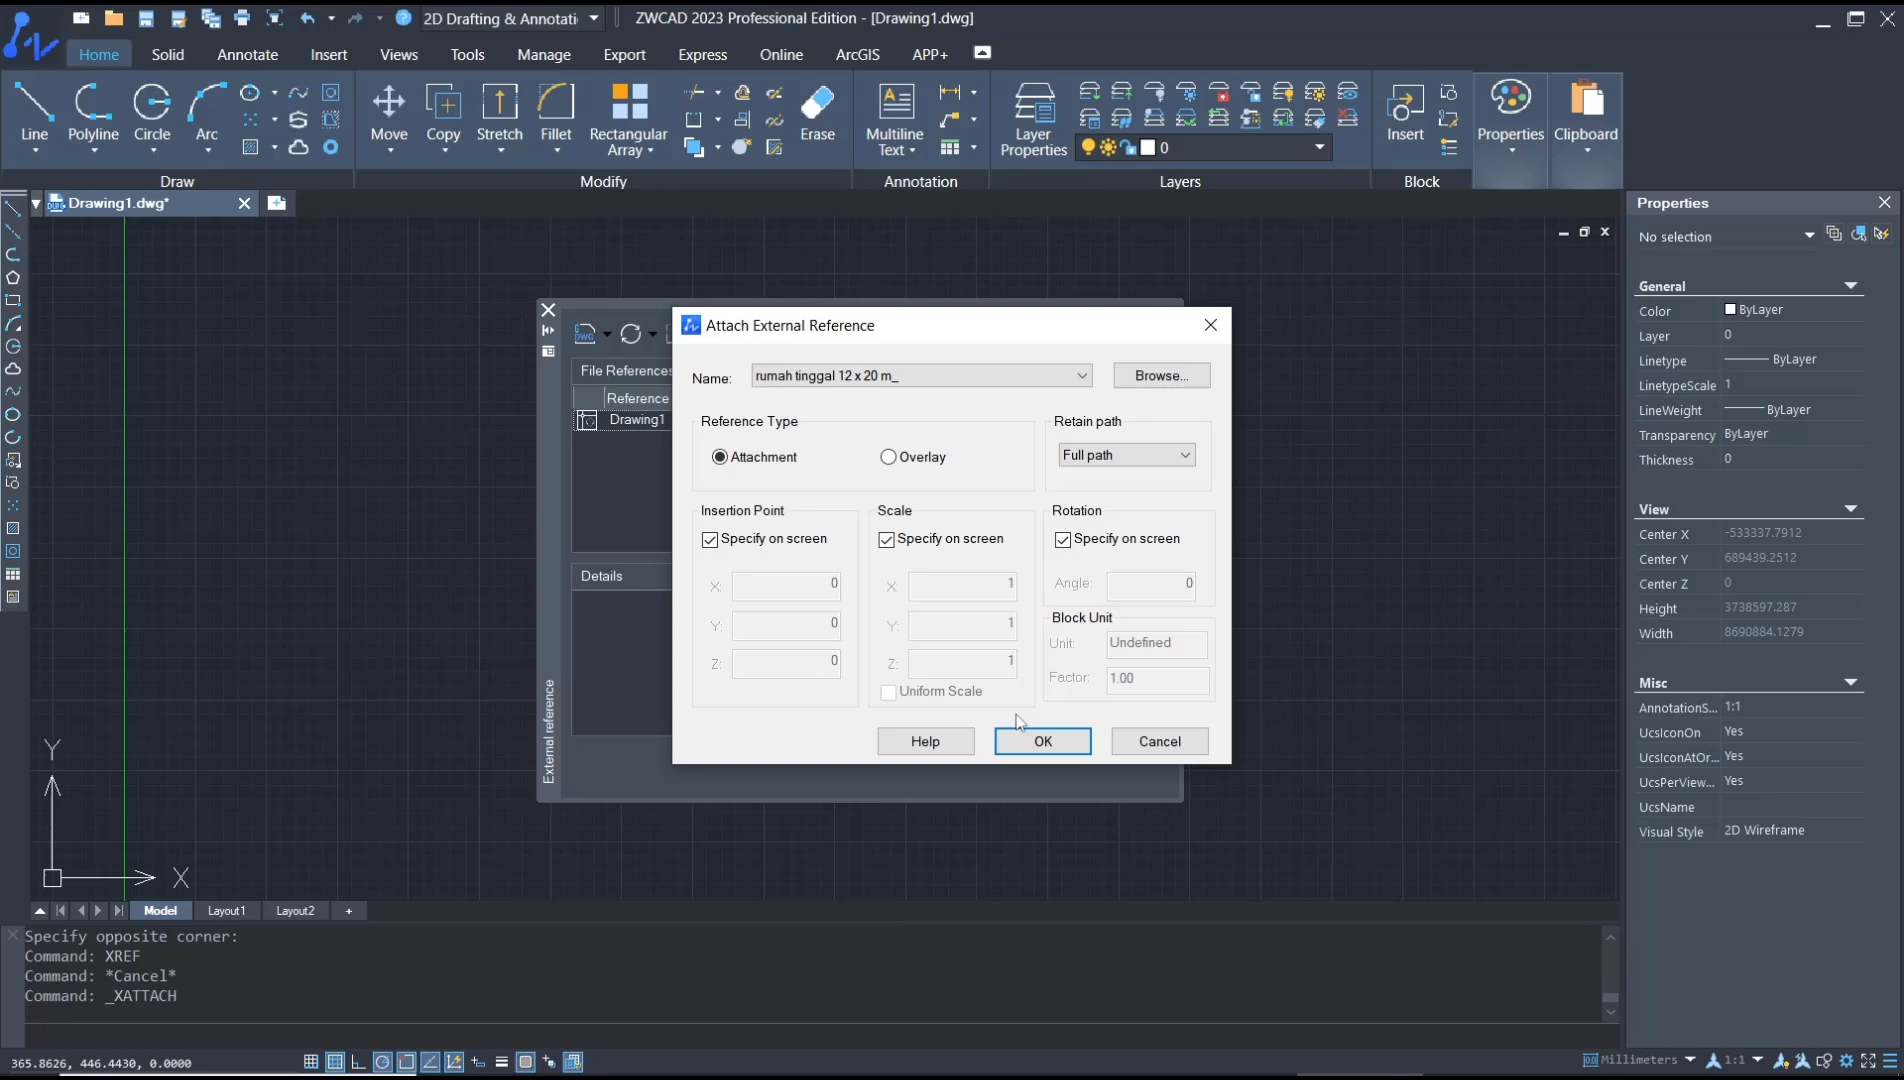 2D Drafting & Annotati
ZWCAD 2023 Professional Edition - [Drawing1.dwg]
Home
Solid
Annotate
Insert
Views
Tools
Manage
Export
Express
Online
ArcGIS
APP+
Line
Polyline
Circle
Arc
Draw
Move
Copy
Stretch
Fillet
Rectangular
Array
Erase
Modify
Multiline
Text
Annotation
Layer
Properties
0
Layers
Insert
Block
Properties
Clipboard
Drawing1.dwg*
File References
Reference
Drawing1
Details
External reference
Attach External Reference
Name:
rumah tinggal 12 x 20 m_
Browse...
Reference Type
Attachment
Overlay
Retain path
Full path
Insertion Point
Specify on screen
X:
0
Y:
0
Z:
0
Scale
Specify on screen
X:
1
Y:
1
Z:
1
Uniform Scale
Rotation
Specify on screen
Angle:
0
Block Unit
Unit:
Undefined
Factor:
1.00
Help
OK
Cancel
Properties
No selection
General
Color ByLayer
Layer 0
Linetype ByLayer
LinetypeScale 1
LineWeight ByLayer
Transparency ByLayer
Thickness 0
View
Center X -533337.7912
Center Y 689439.2512
Center Z 0
Height 3738597.287
Width 8690884.1279
Misc
AnnotationS... 1:1
UcsIconOn Yes
UcsIconAtOr... Yes
UcsPerView... Yes
UcsName
Visual Style 2D Wireframe
Y
X
Model
Layout1
Layout2
+
Specify opposite corner:
Command: XREF
Command: *Cancel*
Command: _XATTACH
365.8626, 446.4430, 0.0000
Millimeters
1:1